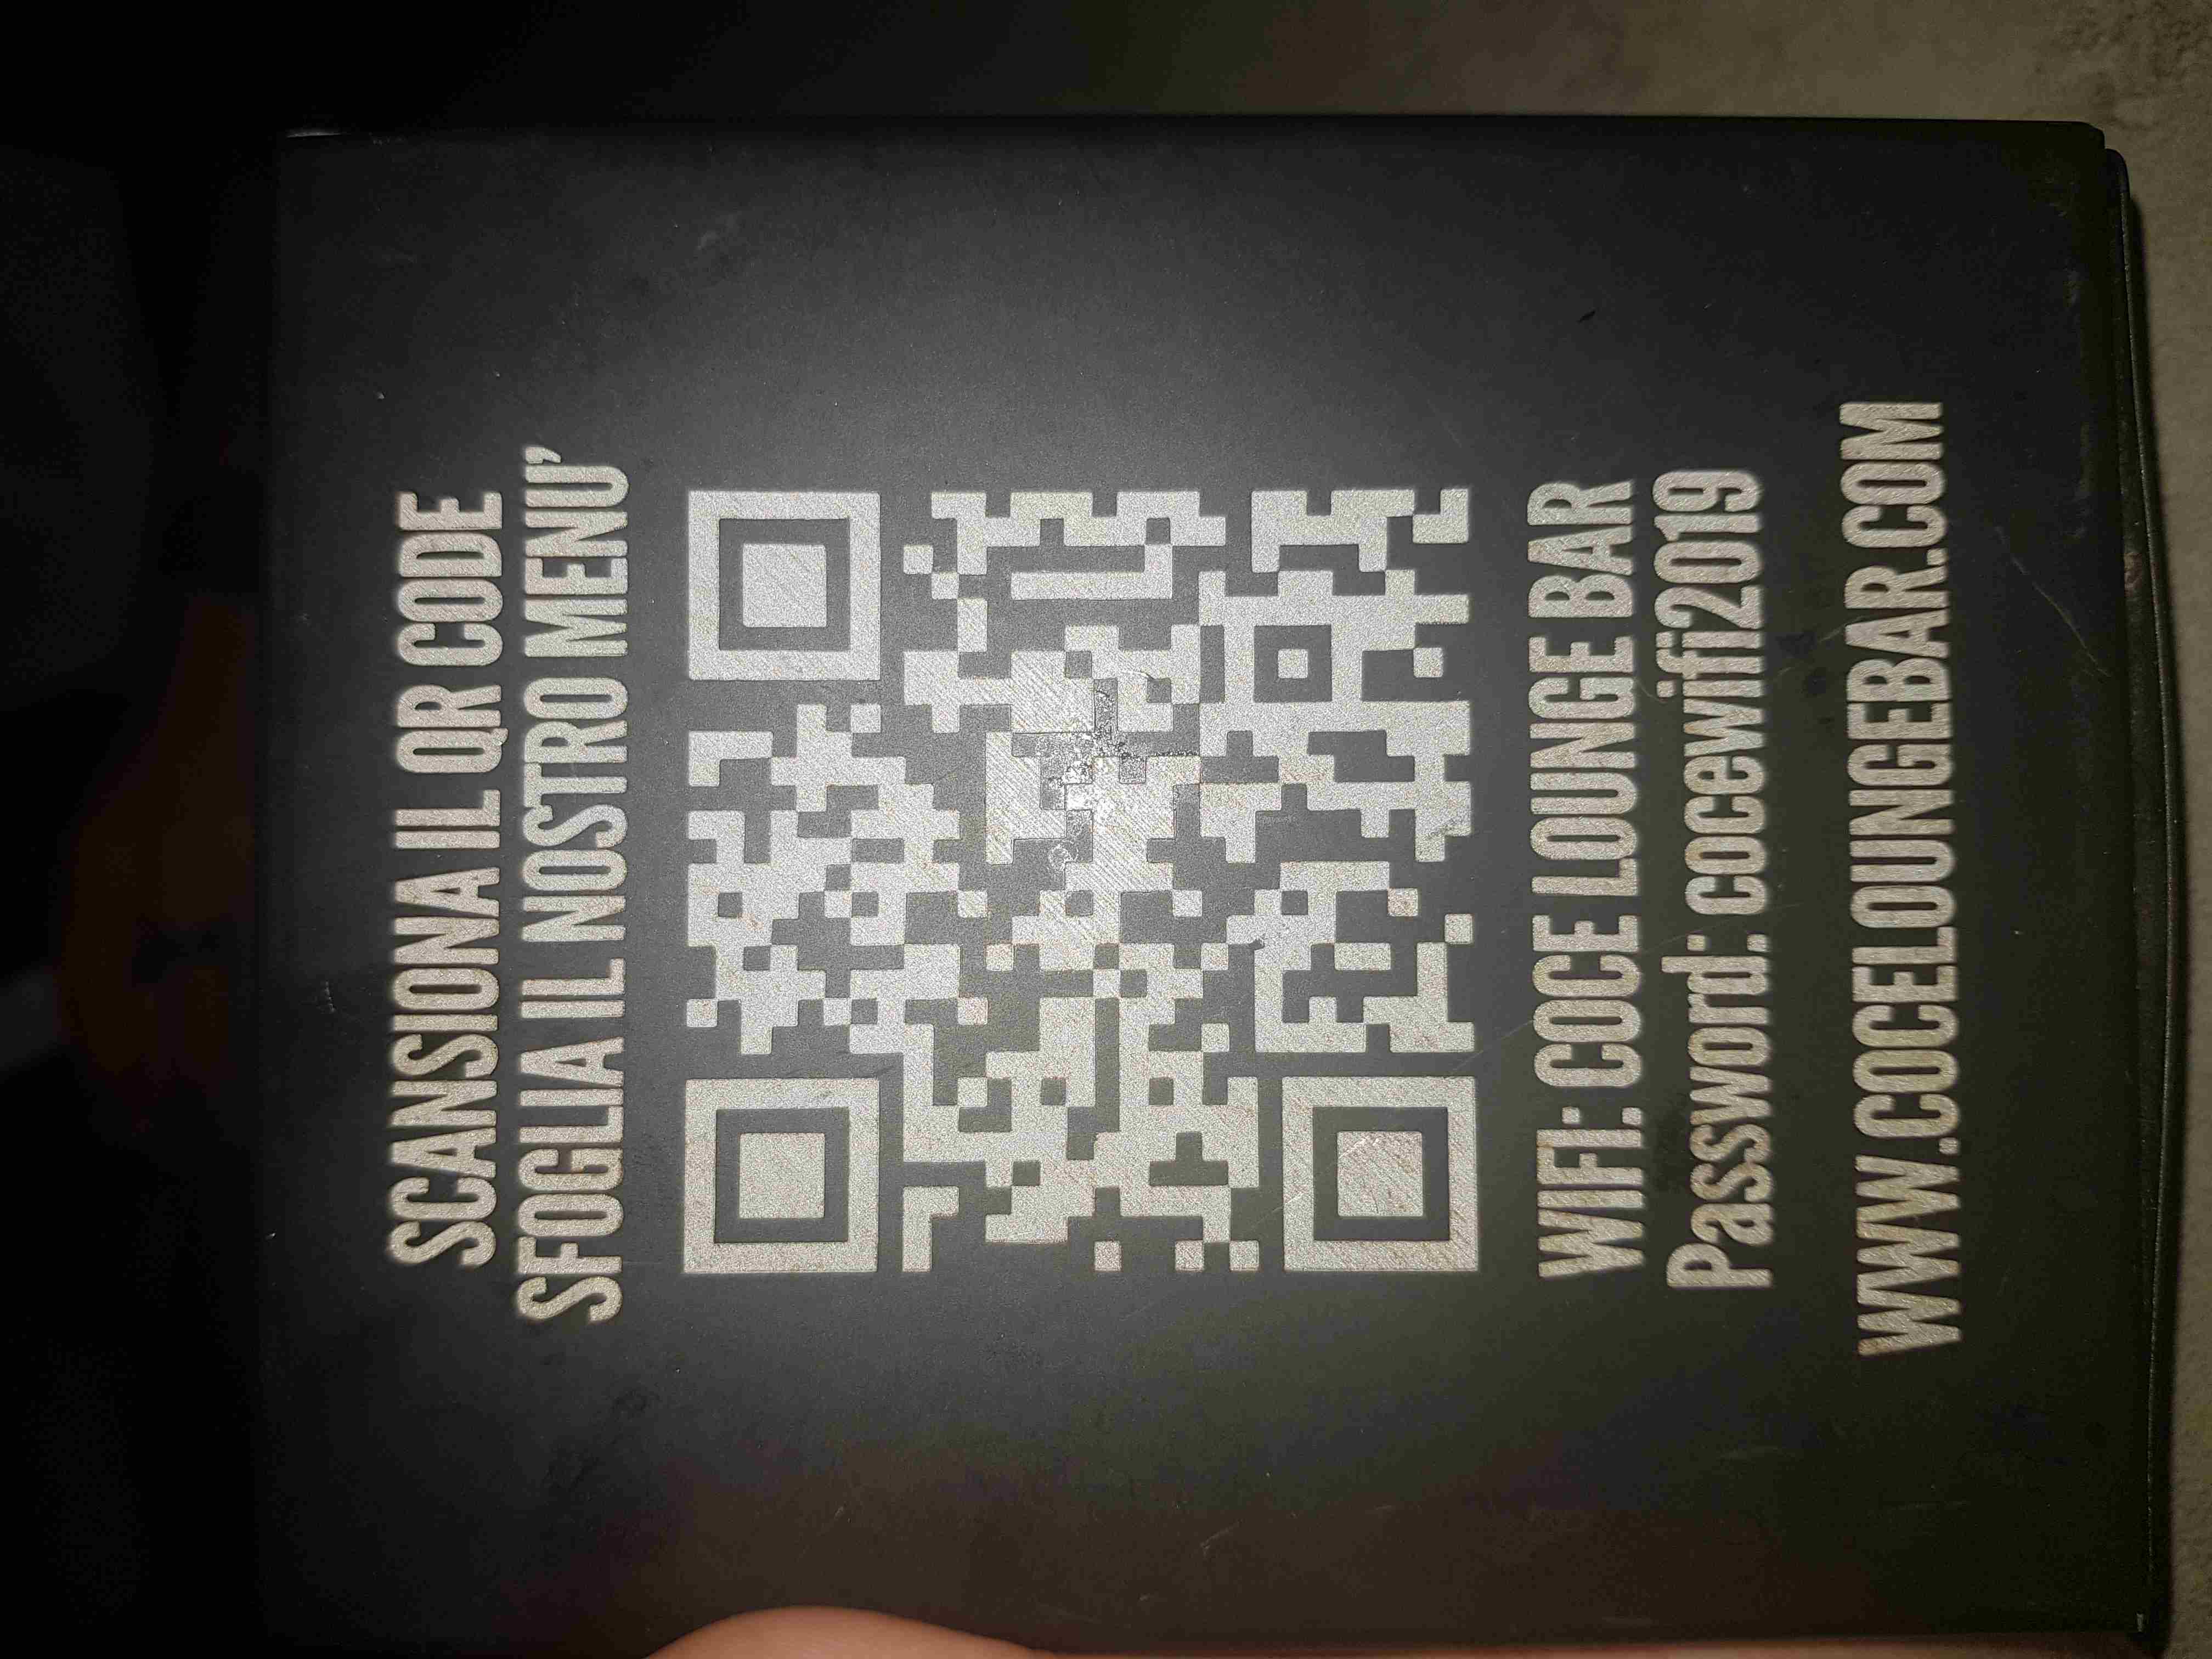 SCANSIONA IL QR CODE
SFOGLIA IL NOSTRO MENU'
WIFI: COCE LOUNGE BAR
Password: cocewifi2019
WWW.COCELOUNGEBAR.COM